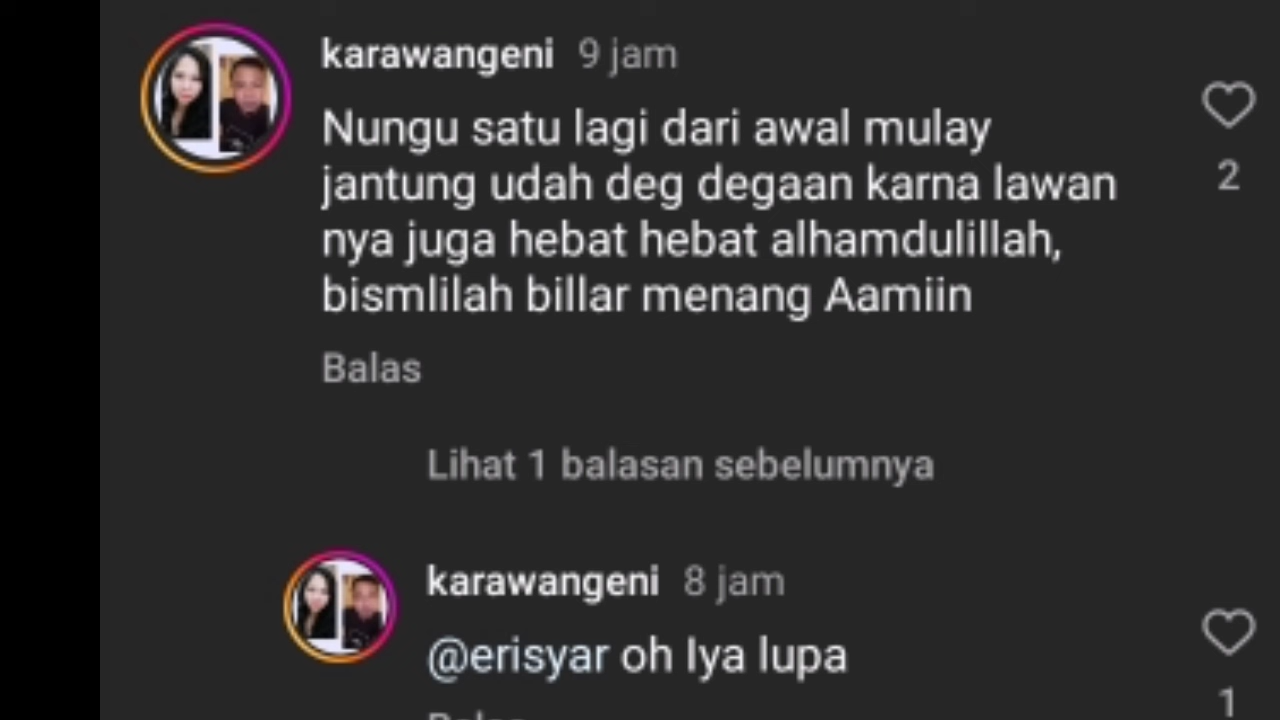 karawangeni 9 jam
Nungu satu lagi dari awal mulay
jantung udah deg degaan karna lawan
nya juga hebat hebat alhamdulillah,
bismlilah billar menang Aamiin
2
Balas
Lihat 1 balasan sebelumnya
karawangeni 8 jam
@erisyar oh Iya lupa
1
Balas